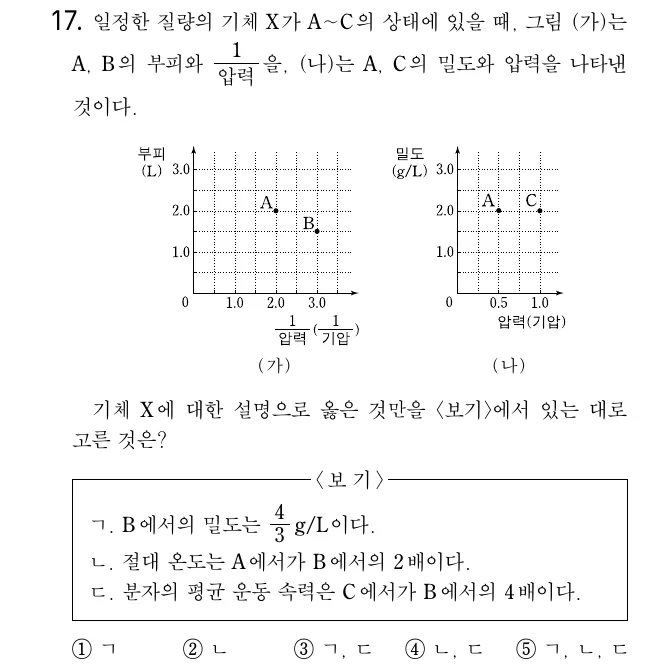 17. 일정한 질량의 기체 X가 A~C의 상태에 있을 때, 그림 (가)는
A, B의 부피와 1/압력 을, (나)는 A, C의 밀도와 압력을 나타낸
것이다.
부피
(L) 3.0
2.0
1.0
0 1.0 2.0 3.0
A
B
1/압력 (1/기압)
(가)
밀도
(g/L) 3.0
2.0
1.0
0 0.5 1.0
A C
압력(기압)
(나)
기체 X에 대한 설명으로 옳은 것만을 〈보기〉에서 있는 대로
고른 것은?
〈보 기〉
ㄱ. B에서의 밀도는 4/3 g/L이다.
ㄴ. 절대 온도는 A에서가 B에서의 2배이다.
ㄷ. 분자의 평균 운동 속력은 C에서가 B에서의 4배이다.
① ㄱ ② ㄴ ③ ㄱ, ㄷ ④ ㄴ, ㄷ ⑤ ㄱ, ㄴ, ㄷ